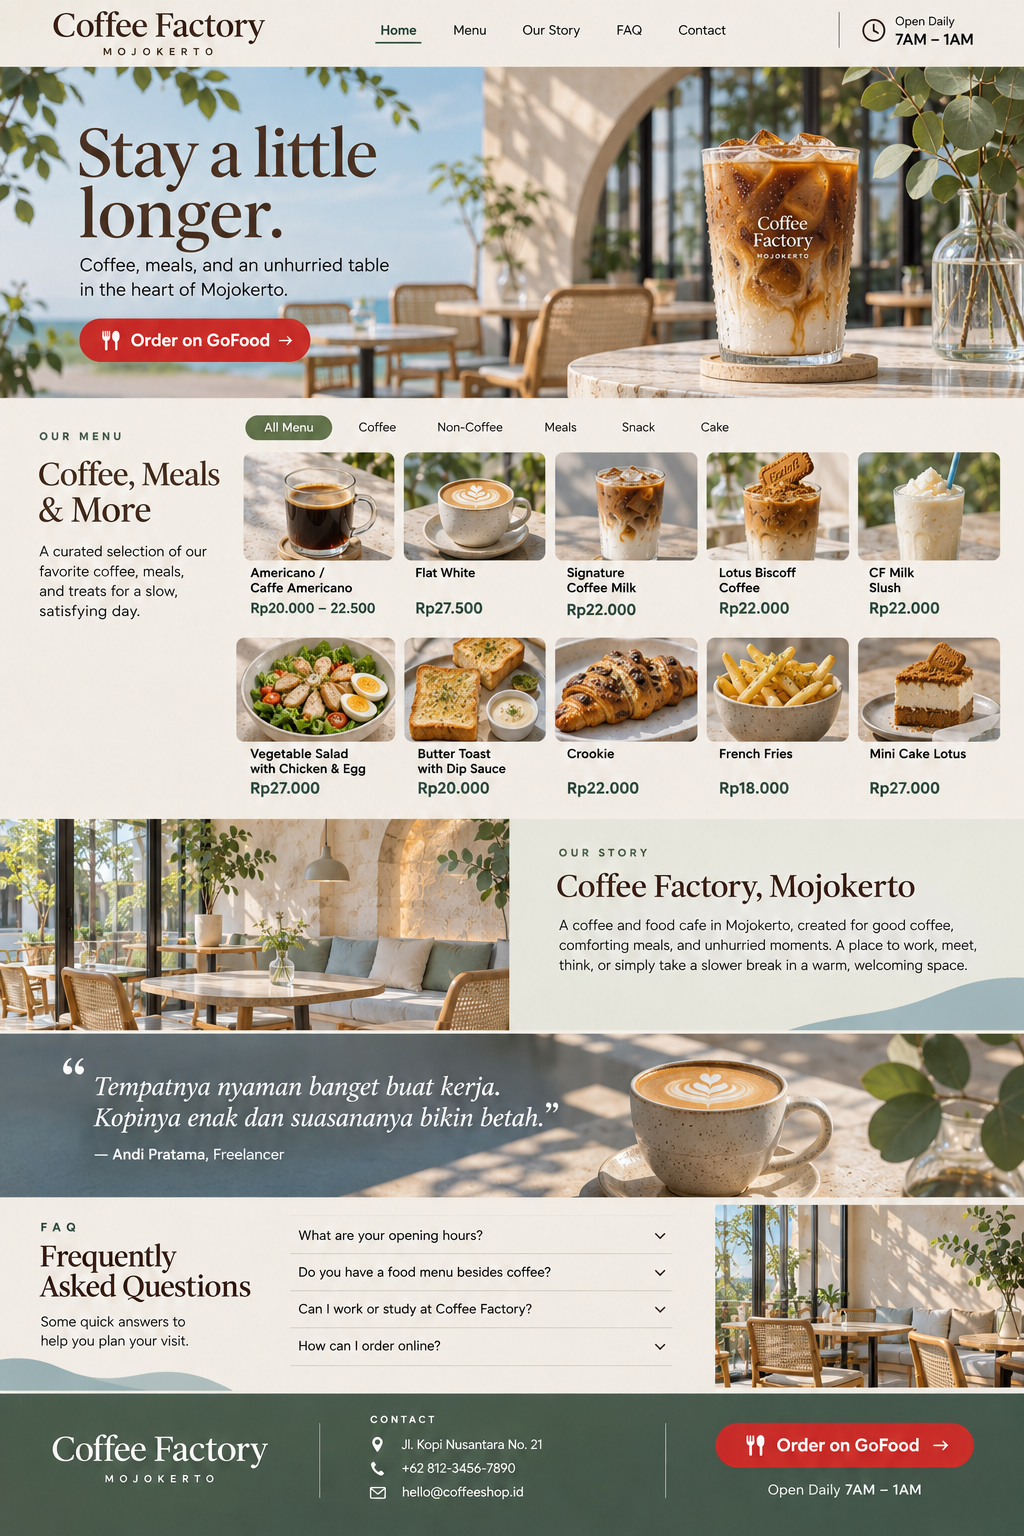 Coffee Factory
MOJOKERTO
Home
Menu
Our Story
FAQ
Contact
Open Daily
7AM – 1AM
Stay a little
longer.
Coffee, meals, and an unhurried table
in the heart of Mojokerto.
Order on GoFood →
Coffee
Factory
MOJOKERTO
OUR MENU
Coffee, Meals
& More
A curated selection of our
favorite coffee, meals,
and treats for a slow,
satisfying day.
All Menu
Coffee
Non-Coffee
Meals
Snack
Cake
Americano /
Caffe Americano
Rp20.000 – 22.500
Flat White
Rp27.500
Signature
Coffee Milk
Rp22.000
Lotus Biscoff
Coffee
Rp22.000
CF Milk
Slush
Rp22.000
Vegetable Salad
with Chicken & Egg
Rp27.000
Butter Toast
with Dip Sauce
Rp20.000
Crookie
Rp22.000
French Fries
Rp18.000
Mini Cake Lotus
Rp27.000
OUR STORY
Coffee Factory, Mojokerto
A coffee and food cafe in Mojokerto, created for good coffee,
comforting meals, and unhurried moments. A place to work, meet,
think, or simply take a slower break in a warm, welcoming space.
“Tempatnya nyaman banget buat kerja.
Kopinya enak dan suasananya bikin betah.”
— Andi Pratama, Freelancer
FAQ
Frequently
Asked Questions
Some quick answers to
help you plan your visit.
What are your opening hours?
Do you have a food menu besides coffee?
Can I work or study at Coffee Factory?
How can I order online?
Coffee Factory
MOJOKERTO
CONTACT
Jl. Kopi Nusantara No. 21
+62 812-3456-7890
hello@coffeeshop.id
Order on GoFood →
Open Daily 7AM – 1AM